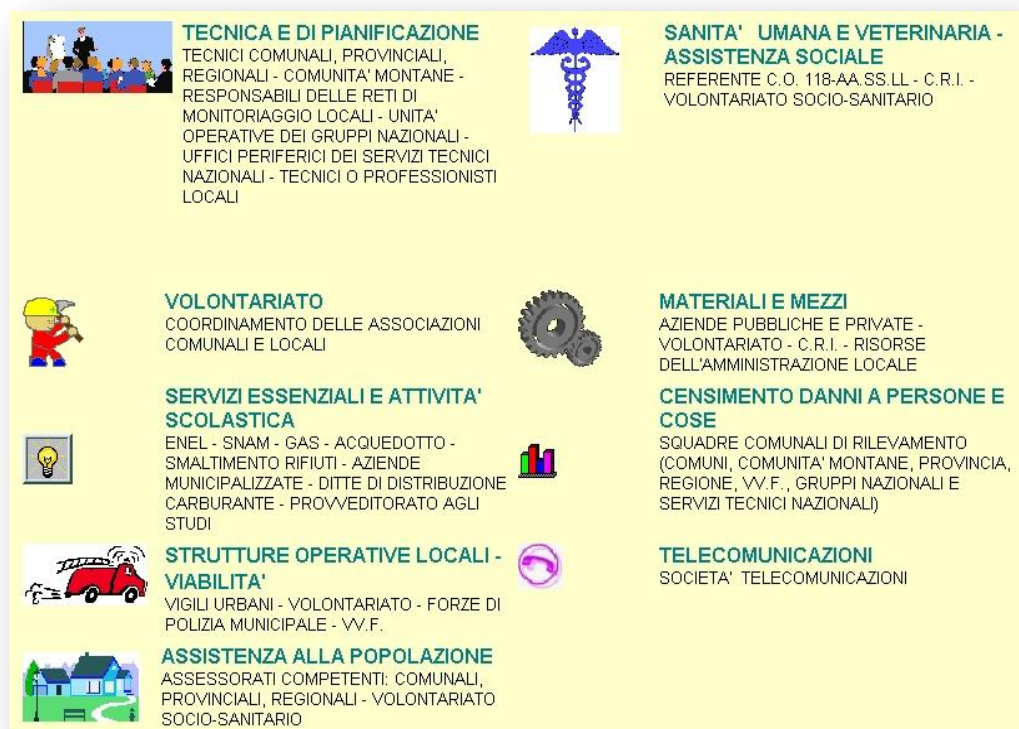 TECNICA E DI PIANIFICAZIONE
TECNICI COMUNALI, PROVINCIALI,
REGIONALI - COMUNITA' MONTANE -
RESPONSABILI DELLE RETI DI
MONITORIAGGIO LOCALI - UNITA'
OPERATIVE DEI GRUPPI NAZIONALI -
UFFICI PERIFERICI DEI SERVIZI TECNICI
NAZIONALI - TECNICI O PROFESSIONISTI
LOCALI
SANITA' UMANA E VETERINARIA -
ASSISTENZA SOCIALE
REFERENTE C.O. 118-AA.SS.LL - C.R.I. -
VOLONTARIATO SOCIO-SANITARIO
VOLONTARIATO
COORDINAMENTO DELLE ASSOCIAZIONI
COMUNALI E LOCALI
MATERIALI E MEZZI
AZIENDE PUBBLICHE E PRIVATE -
VOLONTARIATO - C.R.I. - RISORSE
DELL'AMMINISTRAZIONE LOCALE
SERVIZI ESSENZIALI E ATTIVITA'
SCOLASTICA
ENEL - SNAM - GAS - ACQUEDOTTO -
SMALTIMENTO RIFIUTI - AZIENDE
MUNICIPALIZZATE - DITTE DI DISTRIBUZIONE
CARBURANTE - PROVVEDITORATO AGLI
STUDI
CENSIMENTO DANNI A PERSONE E
COSE
SQUADRE COMUNALI DI RILEVAMENTO
(COMUNI, COMUNITA' MONTANE, PROVINCIA,
REGIONE, VV.F., GRUPPI NAZIONALI E
SERVIZI TECNICI NAZIONALI)
STRUTTURE OPERATIVE LOCALI -
VIABILITA'
VIGILI URBANI - VOLONTARIATO - FORZE DI
POLIZIA MUNICIPALE - VV.F.
TELECOMUNICAZIONI
SOCIETA' TELECOMUNICAZIONI
ASSISTENZA ALLA POPOLAZIONE
ASSESSORATI COMPETENTI: COMUNALI,
PROVINCIALI, REGIONALI - VOLONTARIATO
SOCIO-SANITARIO